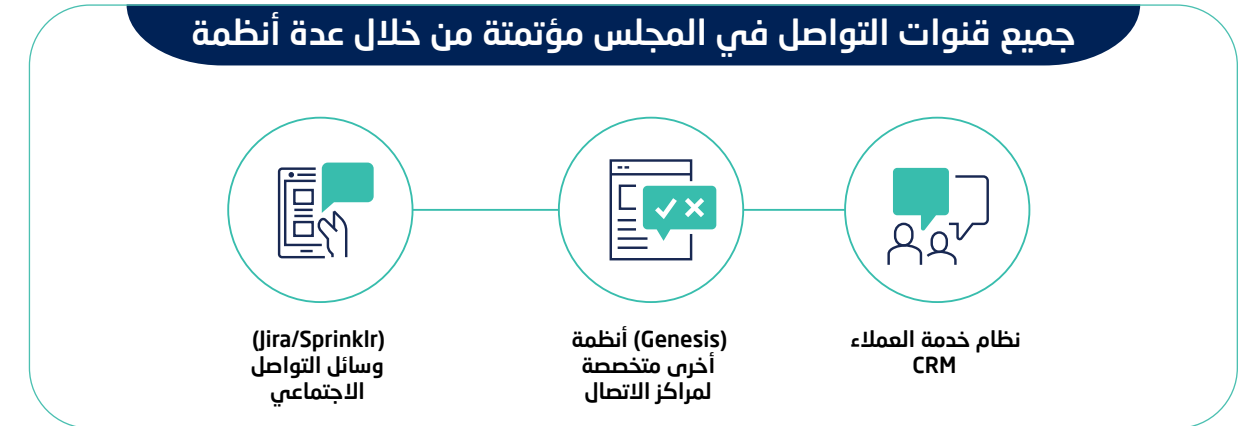 جميع قنوات التواصل في المجلس مؤتمتة من خلال عدة أنظمة
نظام خدمة العملاء
CRM
(Genesis) أنظمة
أخرى متخصصة
لمراكز الاتصال
(Jira/Sprinklr)
وسائل التواصل
الاجتماعي